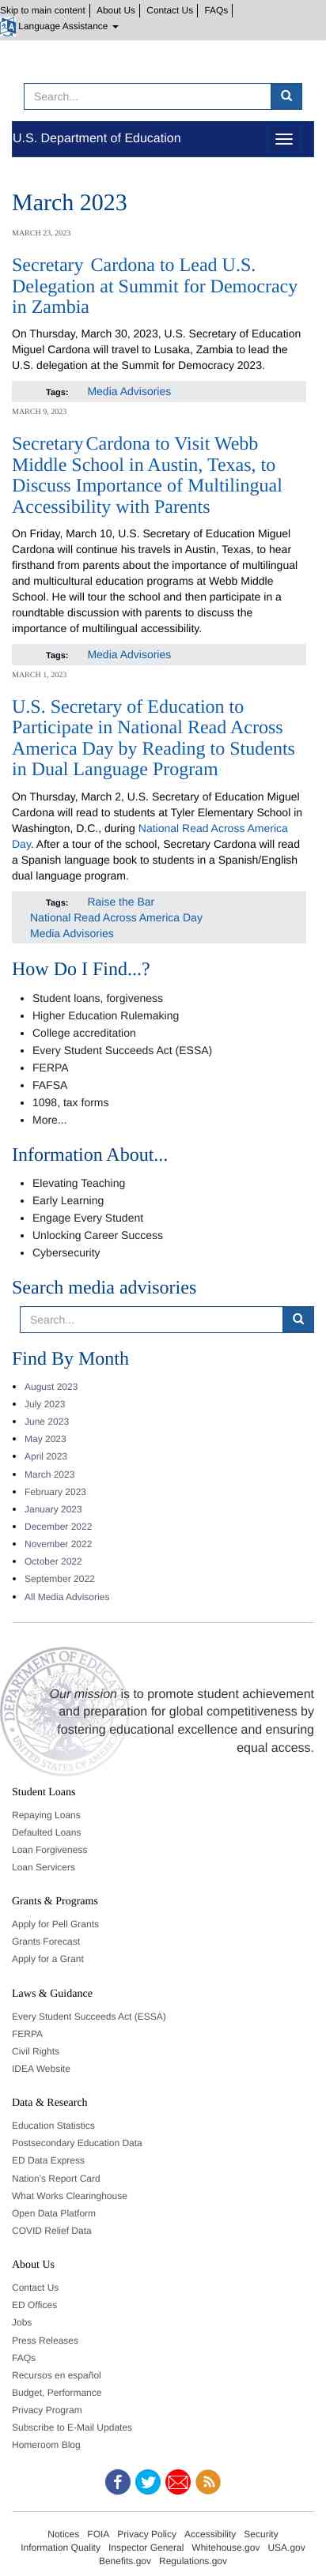 Skip to main content | About Us | Contact Us | FAQs |
Language Assistance
Search...
U.S. Department of Education
March 2023
MARCH 23, 2023
Secretary Cardona to Lead U.S.
Delegation at Summit for Democracy
in Zambia
On Thursday, March 30, 2023, U.S. Secretary of Education
Miguel Cardona will travel to Lusaka, Zambia to lead the
U.S. delegation at the Summit for Democracy 2023.
Tags: Media Advisories
MARCH 9, 2023
Secretary Cardona to Visit Webb
Middle School in Austin, Texas, to
Discuss Importance of Multilingual
Accessibility with Parents
On Friday, March 10, U.S. Secretary of Education Miguel
Cardona will continue his travels in Austin, Texas, to hear
firsthand from parents about the importance of multilingual
and multicultural education programs at Webb Middle
School. He will tour the school and then participate in a
roundtable discussion with parents to discuss the
importance of multilingual accessibility.
Tags: Media Advisories
MARCH 1, 2023
U.S. Secretary of Education to
Participate in National Read Across
America Day by Reading to Students
in Dual Language Program
On Thursday, March 2, U.S. Secretary of Education Miguel
Cardona will read to students at Tyler Elementary School in
Washington, D.C., during National Read Across America
Day. After a tour of the school, Secretary Cardona will read
a Spanish language book to students in a Spanish/English
dual language program.
Tags: Raise the Bar
National Read Across America Day
Media Advisories
How Do I Find...?
• Student loans, forgiveness
• Higher Education Rulemaking
• College accreditation
• Every Student Succeeds Act (ESSA)
• FERPA
• FAFSA
• 1098, tax forms
• More...
Information About...
• Elevating Teaching
• Early Learning
• Engage Every Student
• Unlocking Career Success
• Cybersecurity
Search media advisories
Search...
Find By Month
• August 2023
• July 2023
• June 2023
• May 2023
• April 2023
• March 2023
• February 2023
• January 2023
• December 2022
• November 2022
• October 2022
• September 2022
• All Media Advisories
Our mission is to promote student achievement
and preparation for global competitiveness by
fostering educational excellence and ensuring
equal access.
Student Loans
Repaying Loans
Defaulted Loans
Loan Forgiveness
Loan Servicers
Grants & Programs
Apply for Pell Grants
Grants Forecast
Apply for a Grant
Laws & Guidance
Every Student Succeeds Act (ESSA)
FERPA
Civil Rights
IDEA Website
Data & Research
Education Statistics
Postsecondary Education Data
ED Data Express
Nation's Report Card
What Works Clearinghouse
Open Data Platform
COVID Relief Data
About Us
Contact Us
ED Offices
Jobs
Press Releases
FAQs
Recursos en español
Budget, Performance
Privacy Program
Subscribe to E-Mail Updates
Homeroom Blog
Notices FOIA Privacy Policy Accessibility Security
Information Quality Inspector General Whitehouse.gov USA.gov
Benefits.gov Regulations.gov